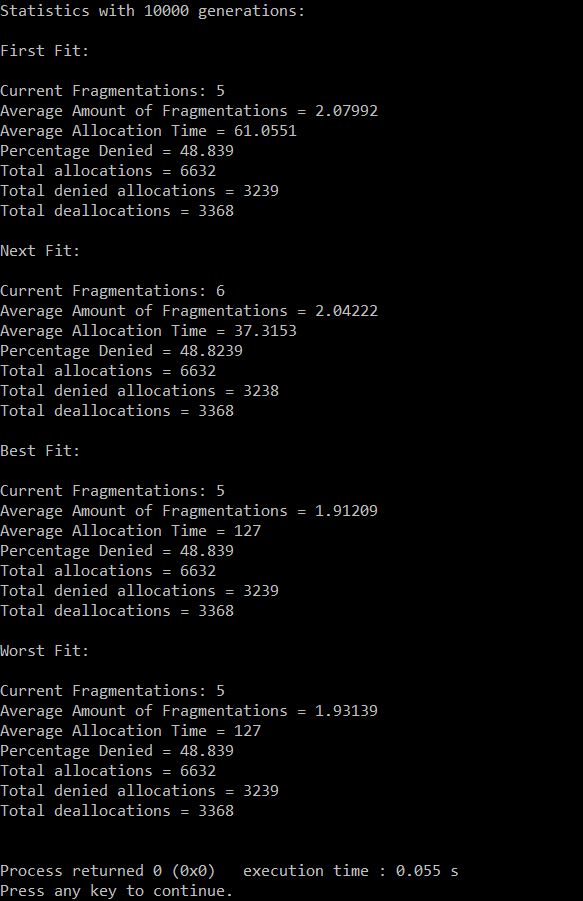 Statistics with 10000 generations:
First Fit:
Current Fragmentations: 5
Average Amount of Fragmentations = 2.07992
Average Allocation Time = 61.0551
Percentage Denied = 48.839
Total allocations = 6632
Total denied allocations = 3239
Total deallocations = 3368
Next Fit:
Current Fragmentations: 6
Average Amount of Fragmentations = 2.04222
Average Allocation Time = 37.3153
Percentage Denied = 48.8239
Total allocations = 6632
Total denied allocations = 3238
Total deallocations = 3368
Best Fit:
Current Fragmentations: 5
Average Amount of Fragmentations = 1.91209
Average Allocation Time = 127
Percentage Denied = 48.839
Total allocations = 6632
Total denied allocations = 3239
Total deallocations = 3368
Worst Fit:
Current Fragmentations: 5
Average Amount of Fragmentations = 1.93139
Average Allocation Time = 127
Percentage Denied = 48.839
Total allocations = 6632
Total denied allocations = 3239
Total deallocations = 3368
Process returned 0 (0x0)   execution time : 0.055 s
Press any key to continue.